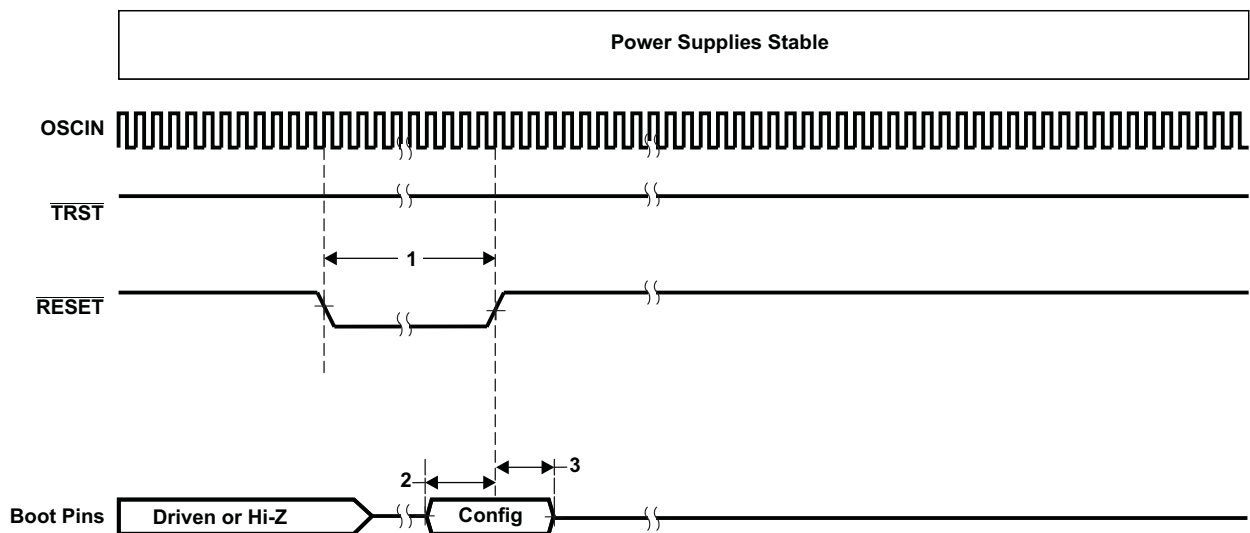 Power Supplies Stable
OSCIN
TRST
1
RESET
2
3
Boot Pins
Driven or Hi-Z
Config